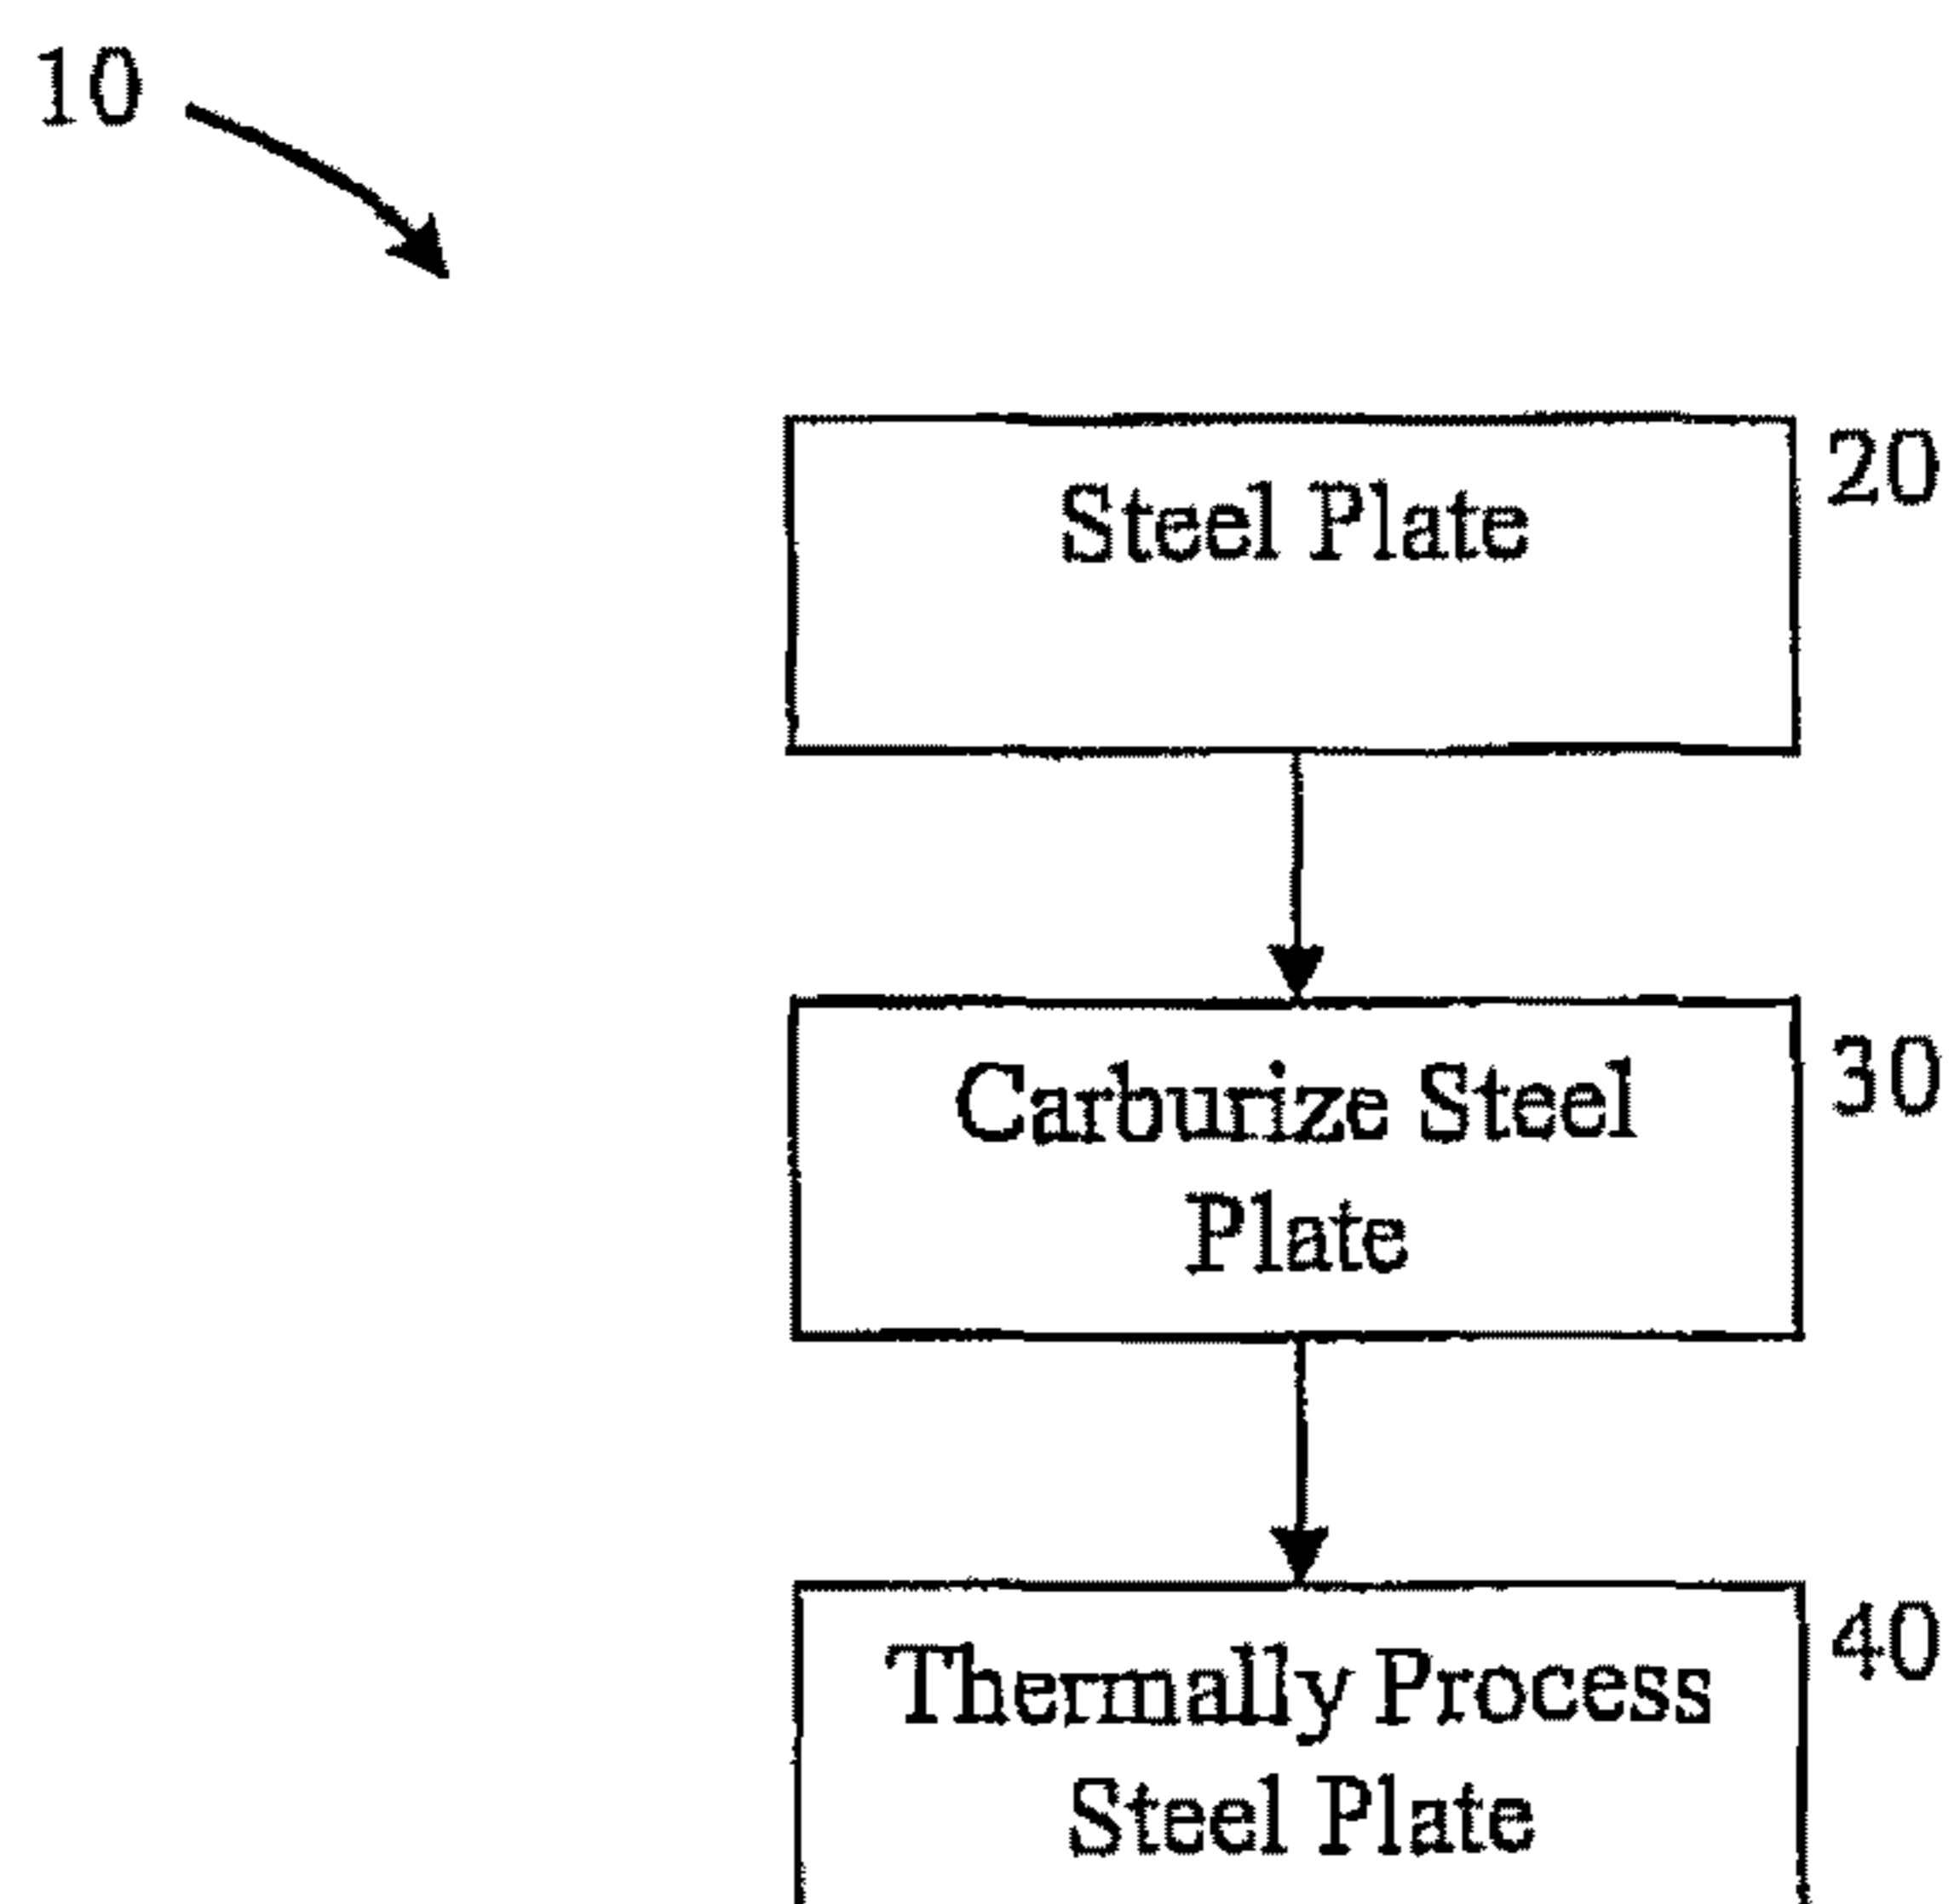 10
Steel Plate
20
Carburize Steel
Plate
30
Thermally Process
Steel Plate
40